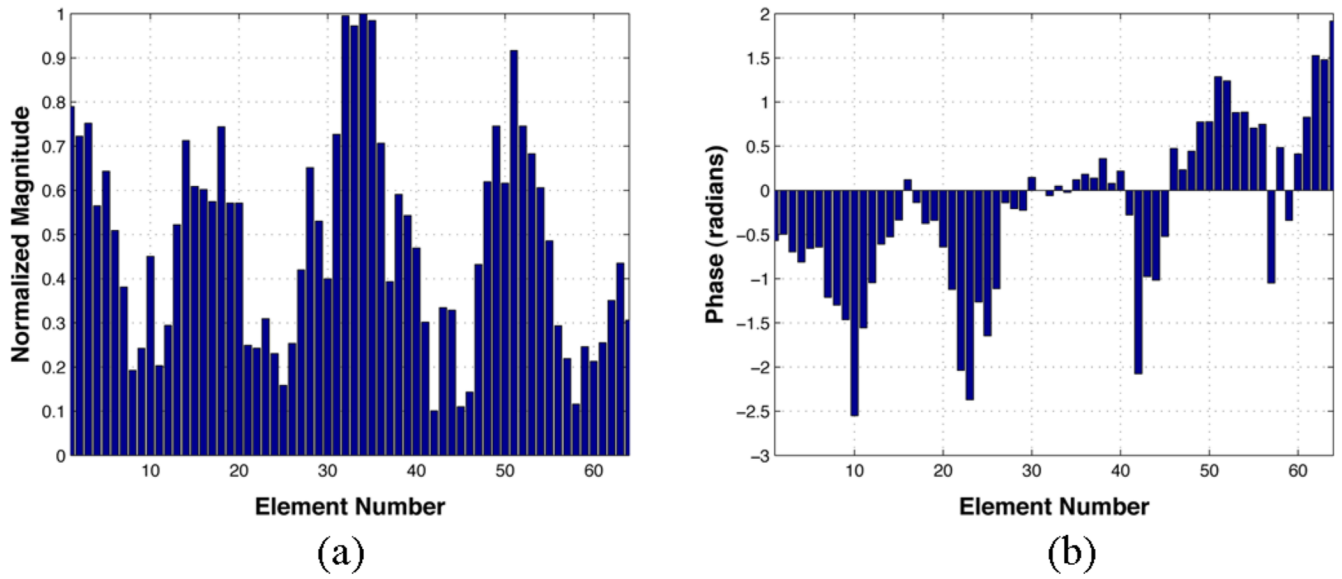 1
0.9
0.8
0.7
0.6
0.5
0.4
0.3
0.2
0.1
0
10 20 30 40 50 60
Normalized Magnitude
Element Number
(a)
2
1.5
1
0.5
0
−0.5
−1
−1.5
−2
−2.5
−3
10 20 30 40 50 60
Phase (radians)
Element Number
(b)